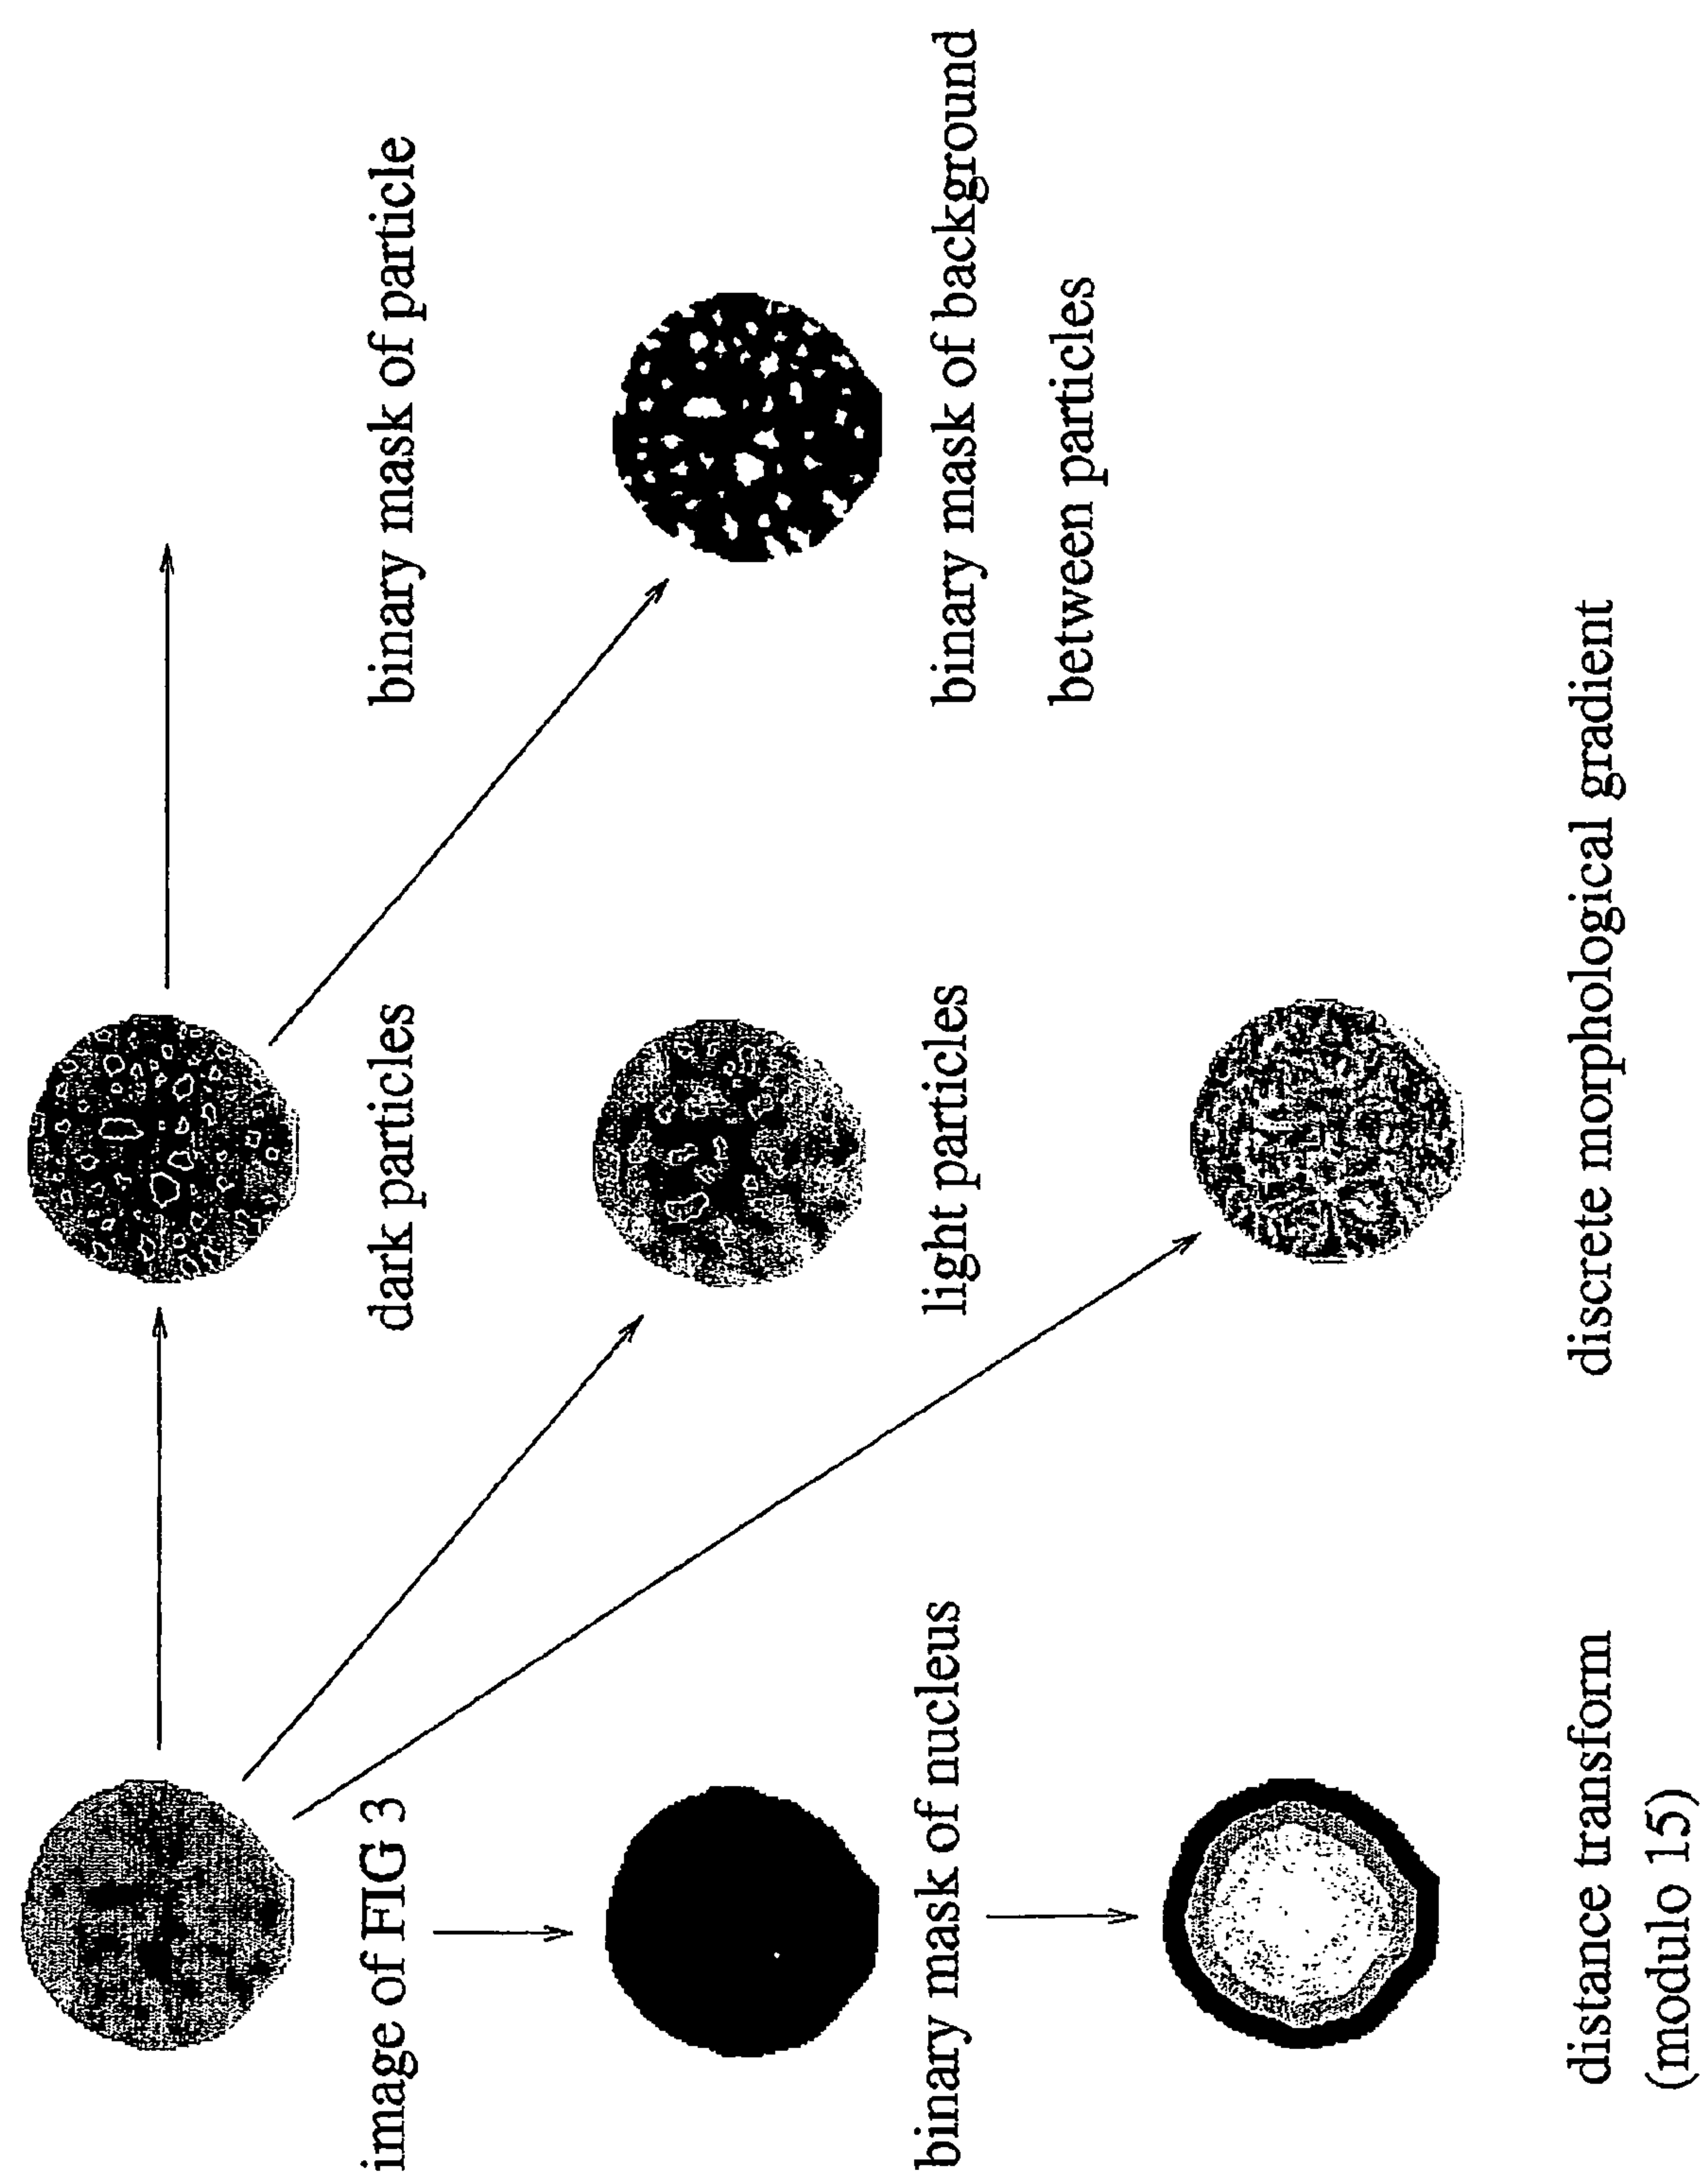 image of FIG 3
dark particles
binary mask of particle
binary mask of nucleus
light particles
binary mask of background
between particles
distance transform
(modulo 15)
discrete morphological gradient